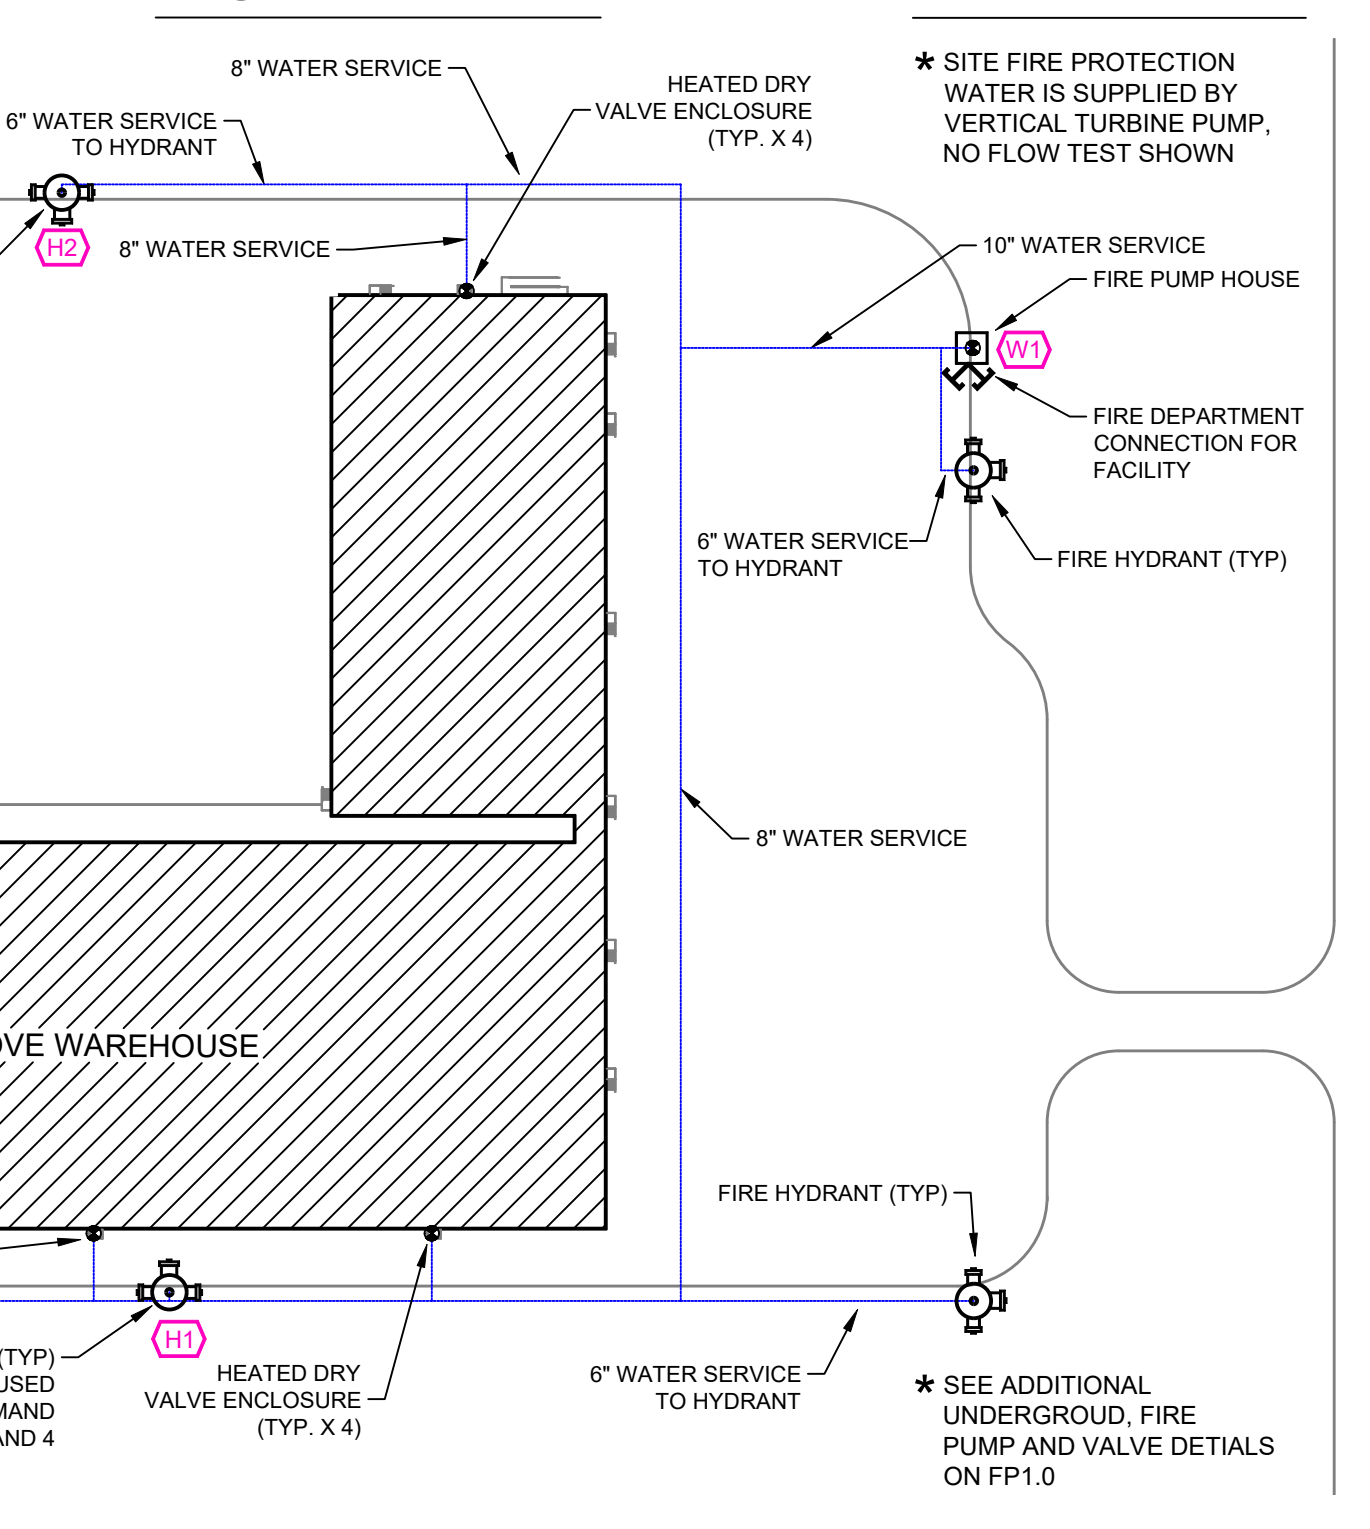 8" WATER SERVICE
HEATED DRY
VALVE ENCLOSURE
(TYP. X 4)
* SITE FIRE PROTECTION
WATER IS SUPPLIED BY
VERTICAL TURBINE PUMP,
NO FLOW TEST SHOWN
6" WATER SERVICE
TO HYDRANT
H2
8" WATER SERVICE
10" WATER SERVICE
FIRE PUMP HOUSE
W1
FIRE DEPARTMENT
CONNECTION FOR
FACILITY
6" WATER SERVICE
TO HYDRANT
FIRE HYDRANT (TYP)
8" WATER SERVICE
OVE WAREHOUSE
FIRE HYDRANT (TYP)
H1
(TYP)
USED
MAND
AND 4
HEATED DRY
VALVE ENCLOSURE
(TYP. X 4)
6" WATER SERVICE
TO HYDRANT
* SEE ADDITIONAL
UNDERGROUD, FIRE
PUMP AND VALVE DETIALS
ON FP1.0